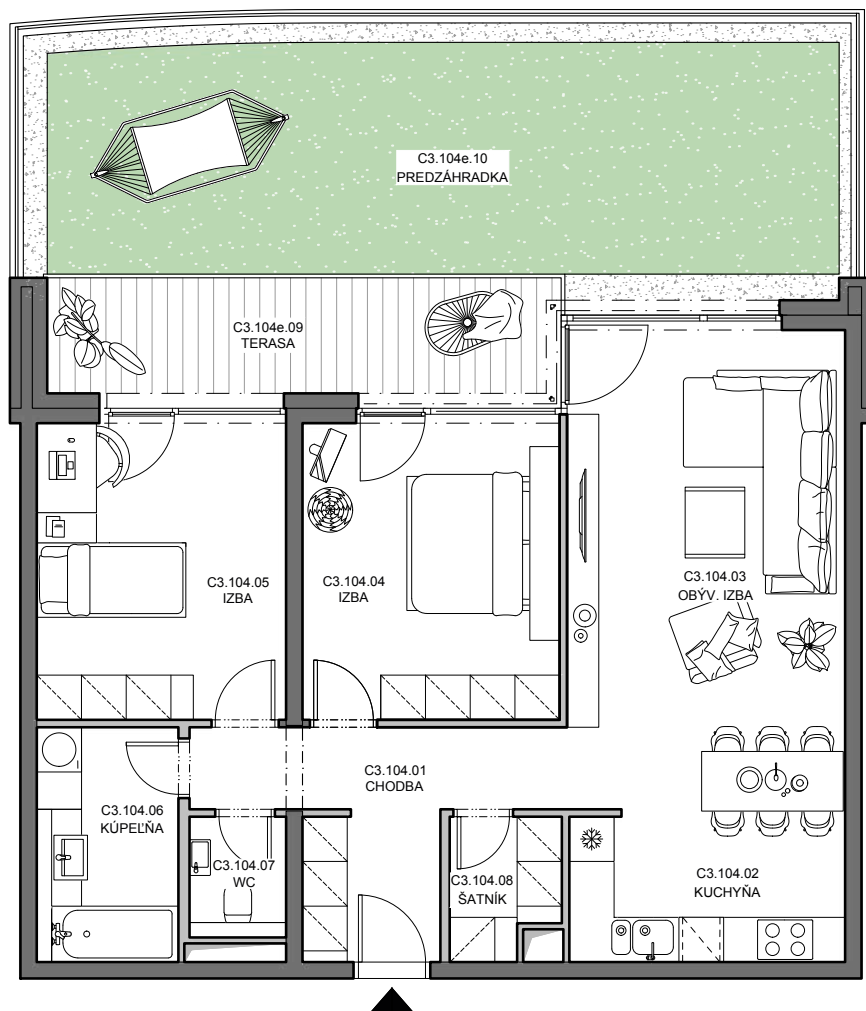 C3.104e.10
PREDZÁHRADKA
C3.104e.09
TERASA
C3.104.05
IZBA
C3.104.04
IZBA
C3.104.03
OBÝV. IZBA
C3.104.01
CHODBA
C3.104.06
KÚPEĽŇA
C3.104.07
WC
C3.104.08
ŠATNÍK
C3.104.02
KUCHYŇA